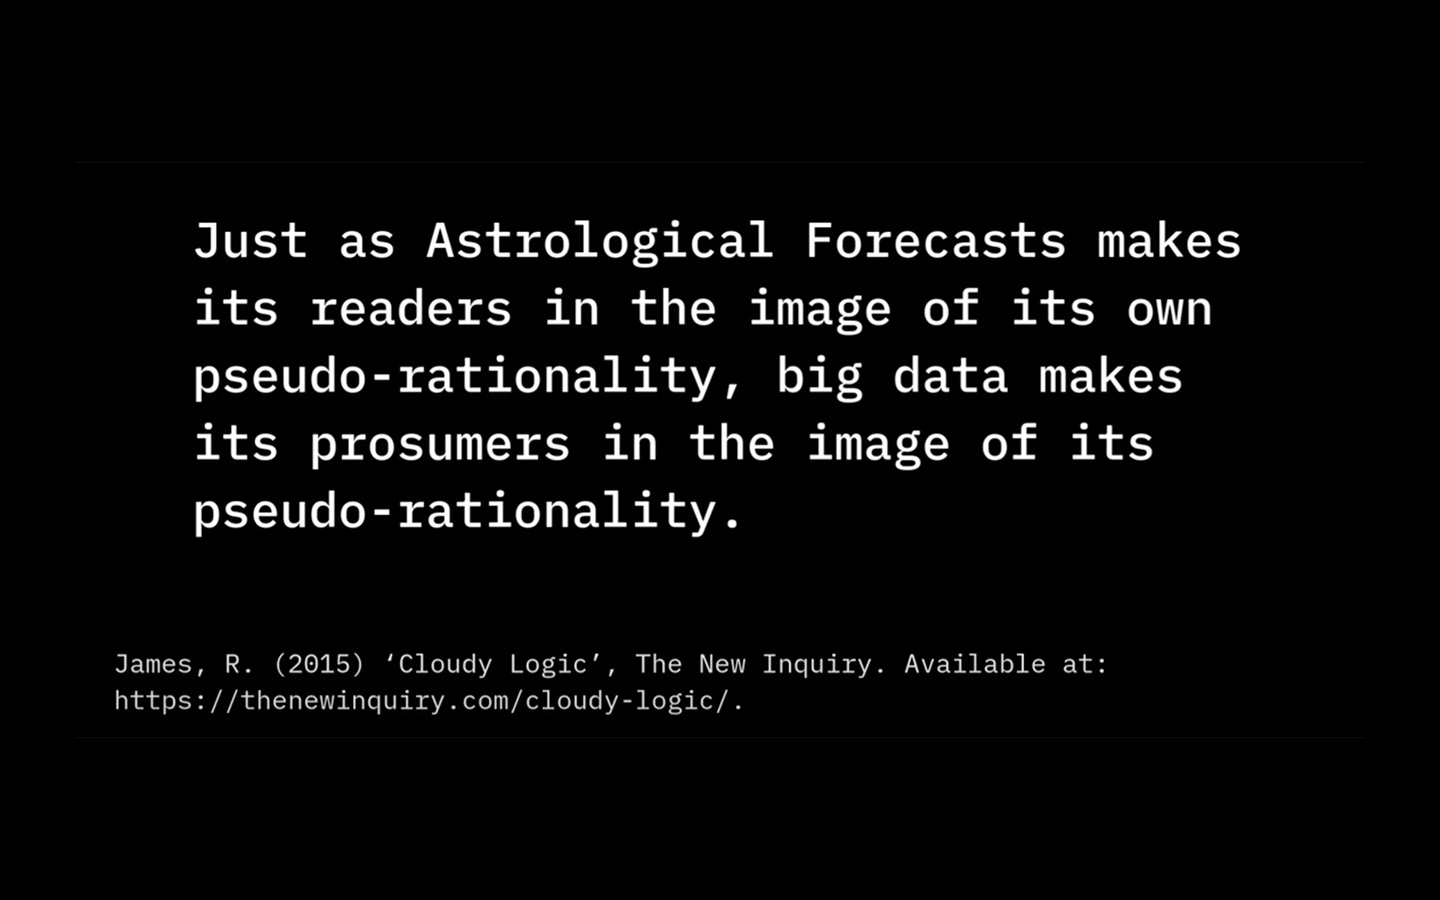 Just as Astrological Forecasts makes
its readers in the image of its own
pseudo-rationality, big data makes
its prosumers in the image of its
pseudo-rationality.
James, R. (2015) ‘Cloudy Logic’, The New Inquiry. Available at:
https://thenewinquiry.com/cloudy-logic/.